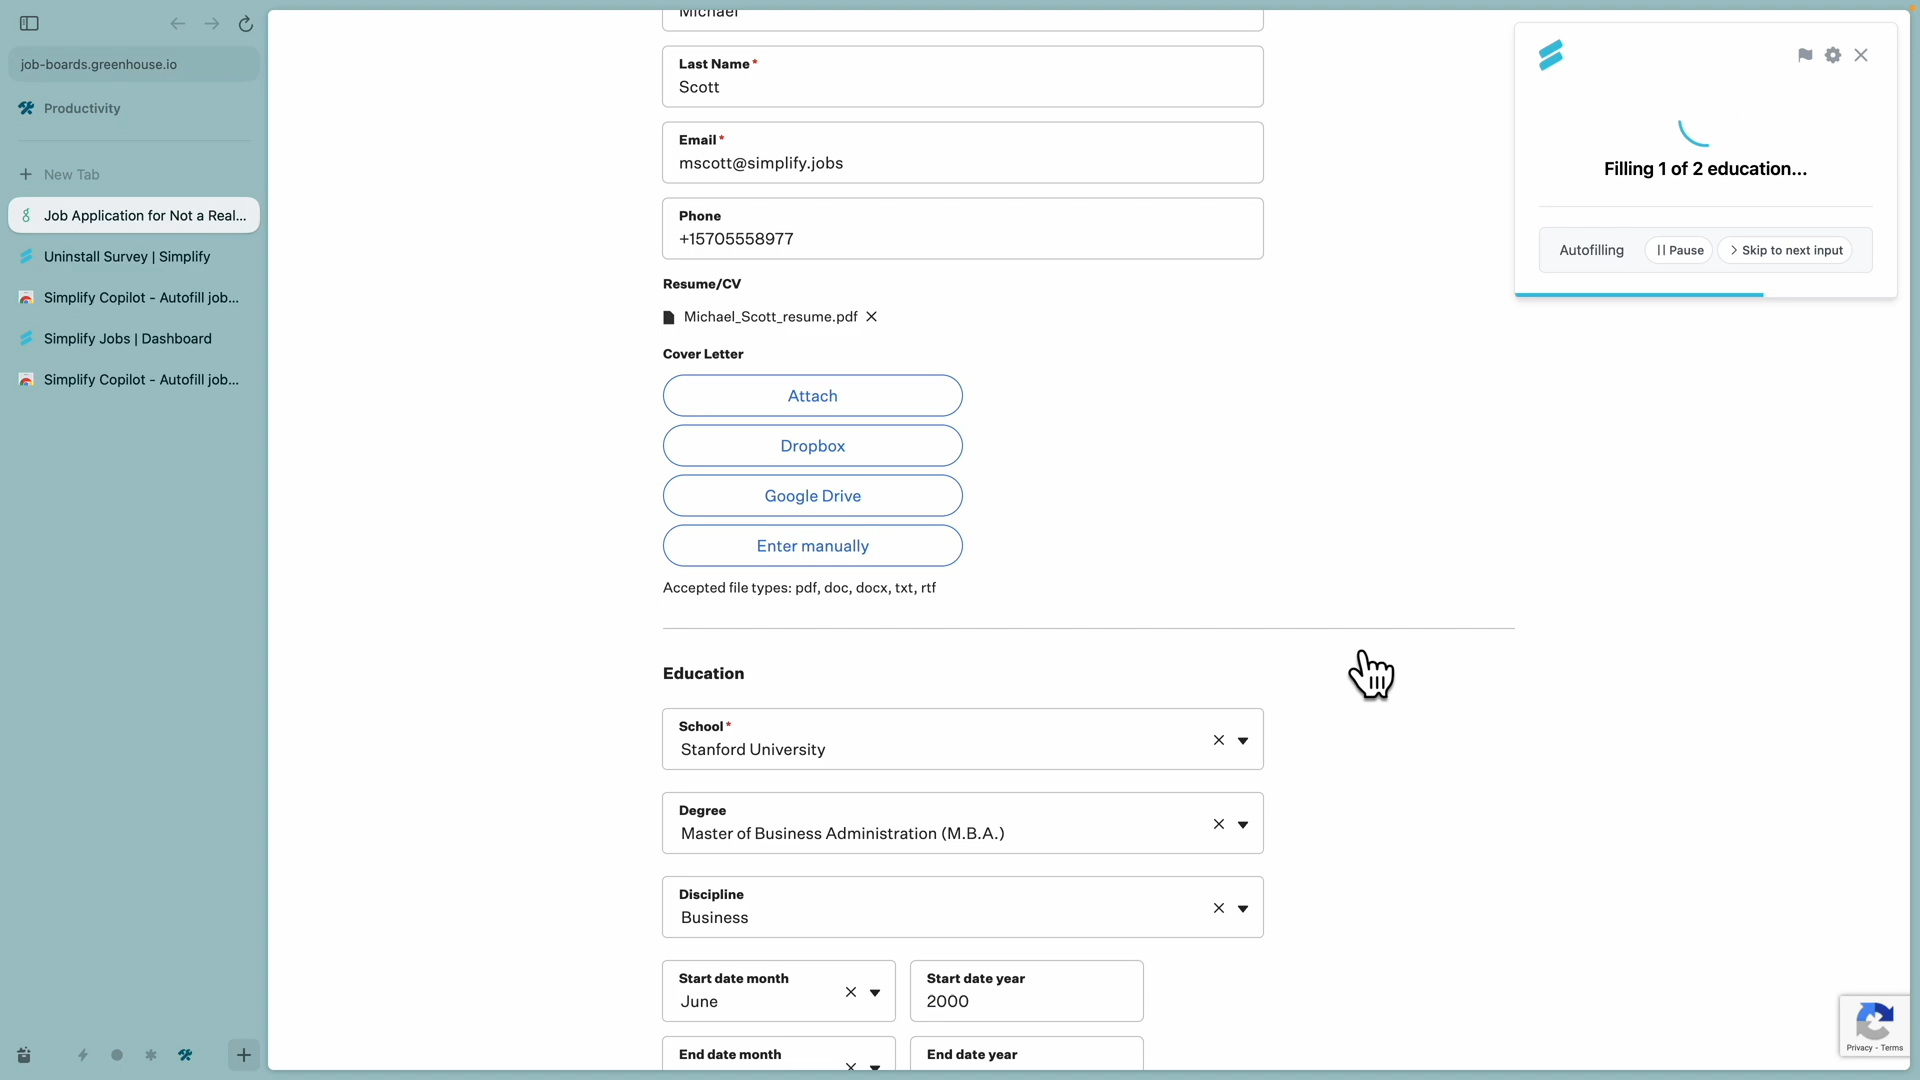 job-boards.greenhouse.io
Productivity
New Tab
Job Application for Not a Real...
Uninstall Survey | Simplify
Simplify Copilot - Autofill job...
Simplify Jobs | Dashboard
Simplify Copilot - Autofill job...
Michael
Last Name*
Scott
Email*
mscott@simplify.jobs
Phone
+15705558977
Resume/CV
Michael_Scott_resume.pdf
Cover Letter
Attach
Dropbox
Google Drive
Enter manually
Accepted file types: pdf, doc, docx, txt, rtf
Education
School*
Stanford University
Degree
Master of Business Administration (M.B.A.)
Discipline
Business
Start date month
June
Start date year
2000
End date month
End date year
Filling 1 of 2 education...
Autofilling
Pause
Skip to next input
Privacy - Terms